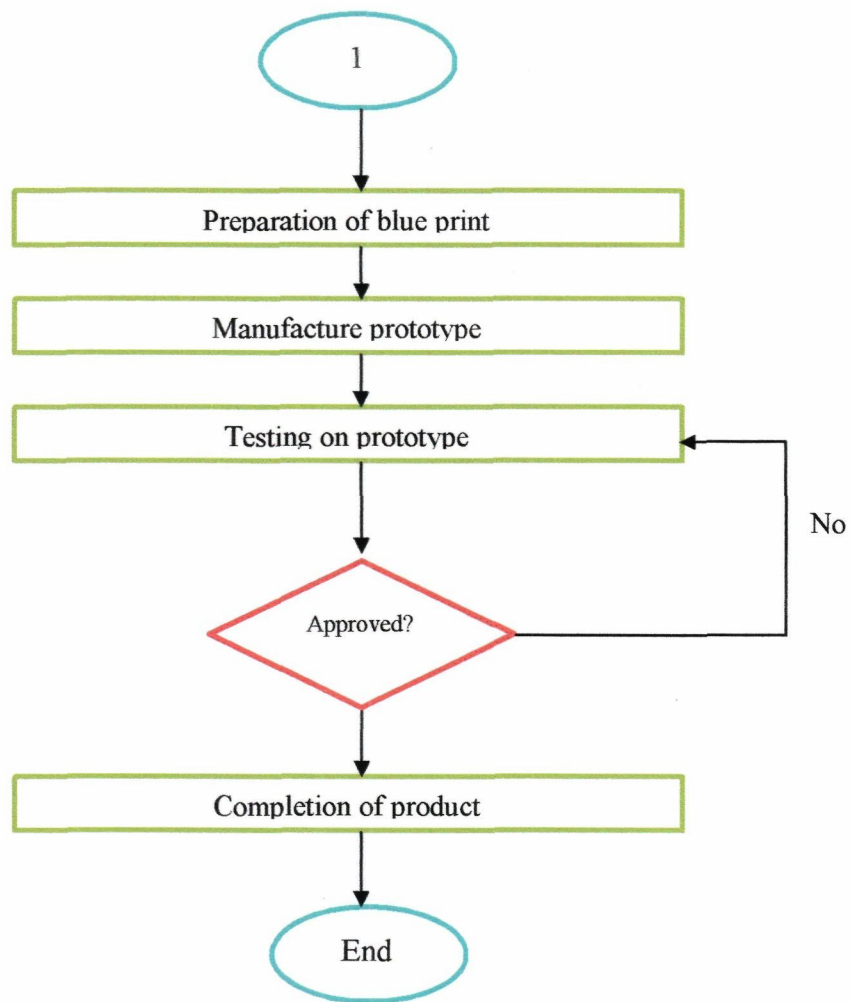 1
Preparation of blue print
Manufacture prototype
Testing on prototype
No
Approved?
Completion of product
End